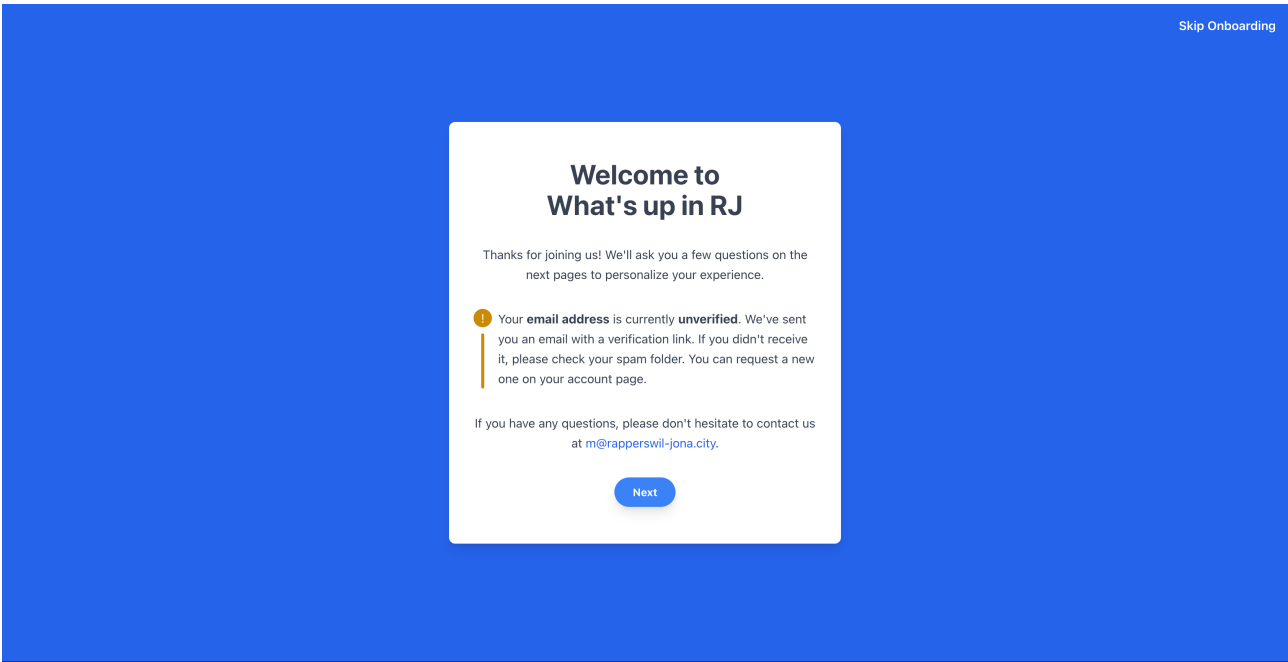 Skip Onboarding
Welcome to
What's up in RJ
Thanks for joining us! We'll ask you a few questions on the
next pages to personalize your experience.
! Your email address is currently unverified. We've sent
you an email with a verification link. If you didn't receive
it, please check your spam folder. You can request a new
one on your account page.
If you have any questions, please don't hesitate to contact us
at m@rapperswil-jona.city.
Next